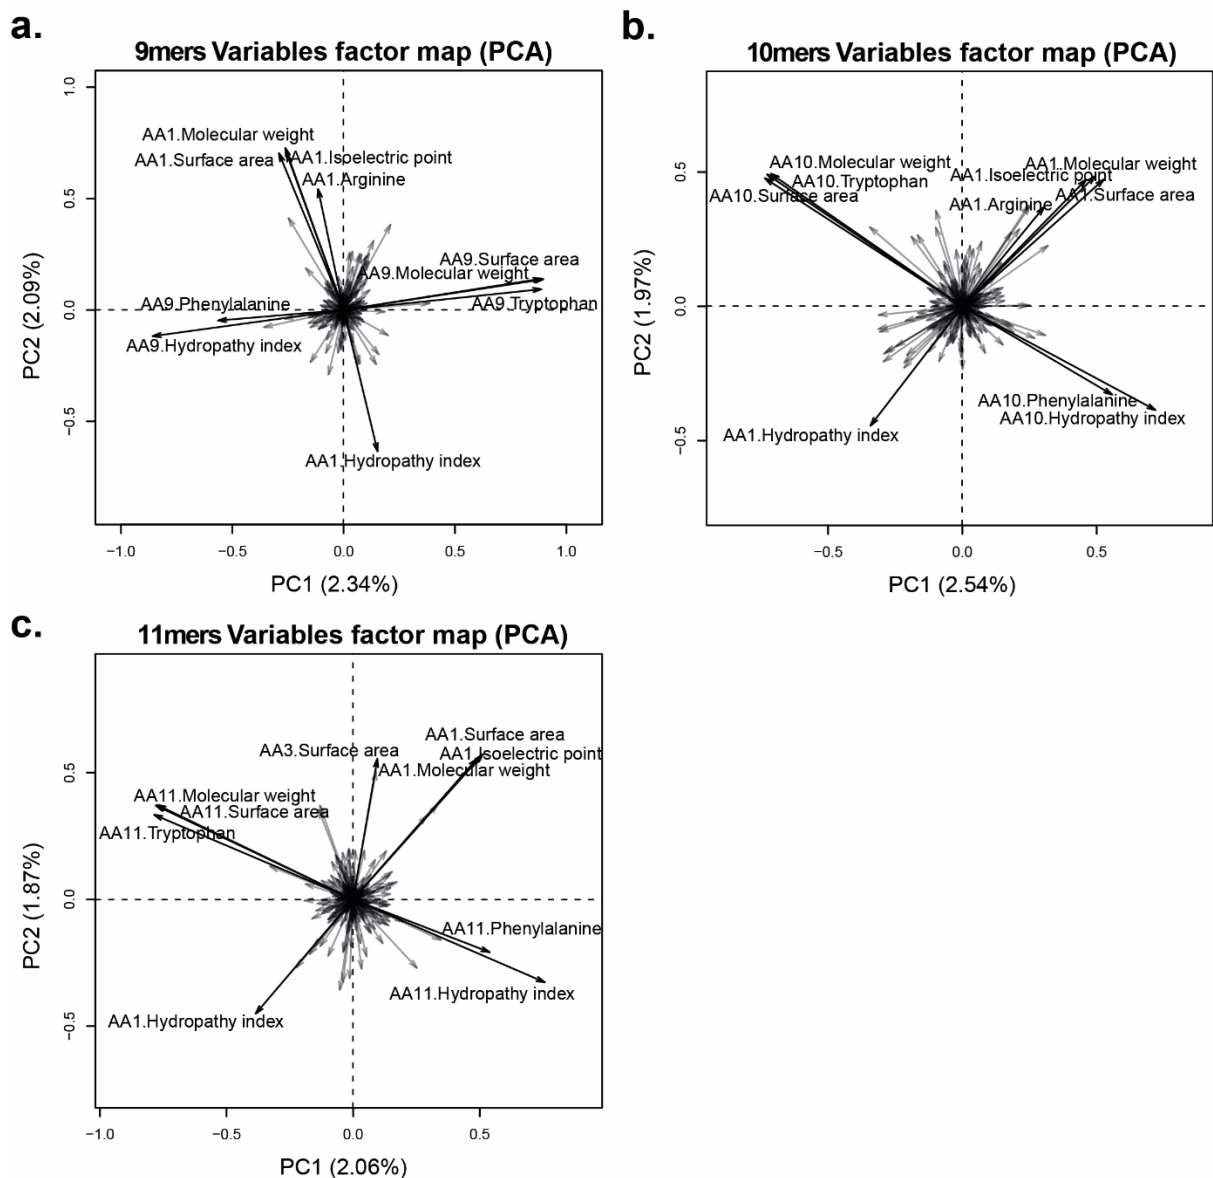 a.
9mers Variables factor map (PCA)
1.0
0.5
0.0
−0.5
PC2 (2.09%)
AA1.Molecular weight
AA1.Surface area
AA1.Isoelectric point
AA1.Arginine
AA9.Surface area
AA9.Molecular weight
AA9.Phenylalanine
AA9.Tryptophan
AA9.Hydropathy index
AA1.Hydropathy index
−1.0 −0.5 0.0 0.5 1.0
PC1 (2.34%)
b.
10mers Variables factor map (PCA)
0.5
0.0
−0.5
PC2 (1.97%)
AA10.Molecular weight
AA10.Tryptophan
AA10.Surface area
AA1.Molecular weight
AA1.Isoelectric point
AA1.Surface area
AA1.Arginine
AA10.Phenylalanine
AA10.Hydropathy index
AA1.Hydropathy index
−0.5 0.0 0.5
PC1 (2.54%)
c.
11mers Variables factor map (PCA)
0.5
0.0
−0.5
PC2 (1.87%)
AA1.Surface area
AA3.Surface area
AA1.Isoelectric point
AA1.Molecular weight
AA11.Molecular weight
AA11.Surface area
AA11.Tryptophan
AA11.Phenylalanine
AA11.Hydropathy index
AA1.Hydropathy index
−1.0 −0.5 0.0 0.5
PC1 (2.06%)